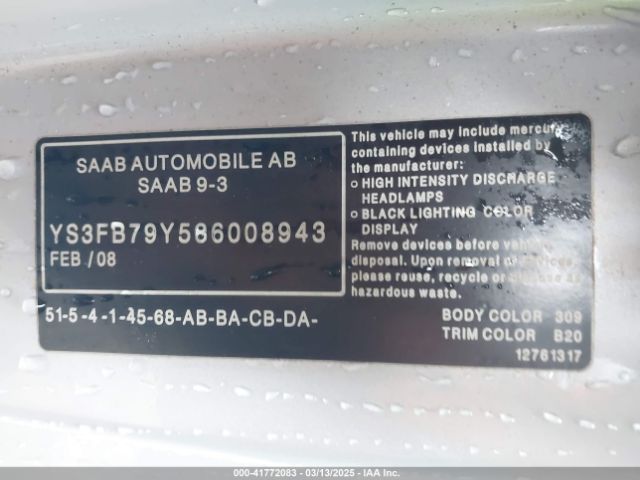 SAAB AUTOMOBILE AB
SAAB 9-3
YS3FB79Y586008943
FEB / 08
51-5-4-1-45-68-AB-BA-CB-DA-
This vehicle may include mercury
containing devices installed by
the manufacturer:
○ HIGH INTENSITY DISCHARGE
HEADLAMPS
○ BLACK LIGHTING COLOR
DISPLAY
Remove devices before vehicle
disposal. Upon removal of devices
please reuse, recycle or dispose as
hazardous waste.
BODY COLOR 309
TRIM COLOR B20
12761317
000-41772083 - 03/13/2025 - IAA Inc.